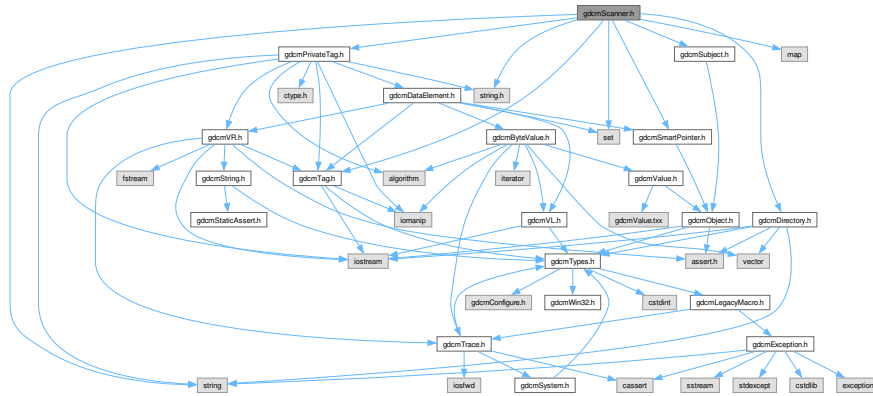 gdcmScanner.h
gdcmPrivateTag.h
gdcmSubject.h
map
ctype.h
gdcmDataElement.h
string.h
gdcmVR.h
gdcmByteValue.h
set
gdcmSmartPointer.h
fstream
gdcmString.h
gdcmTag.h
algorithm
iterator
gdcmValue.h
gdcmStaticAssert.h
iomanip
gdcmVL.h
gdcmValue.txx
gdcmObject.h
gdcmDirectory.h
iostream
gdcmTypes.h
assert.h
vector
gdcmConfigure.h
gdcmWin32.h
cstdint
gdcmLegacyMacro.h
gdcmTrace.h
gdcmException.h
string
iosfwd
gdcmSystem.h
cassert
sstream
stdexcept
cstdlib
exception